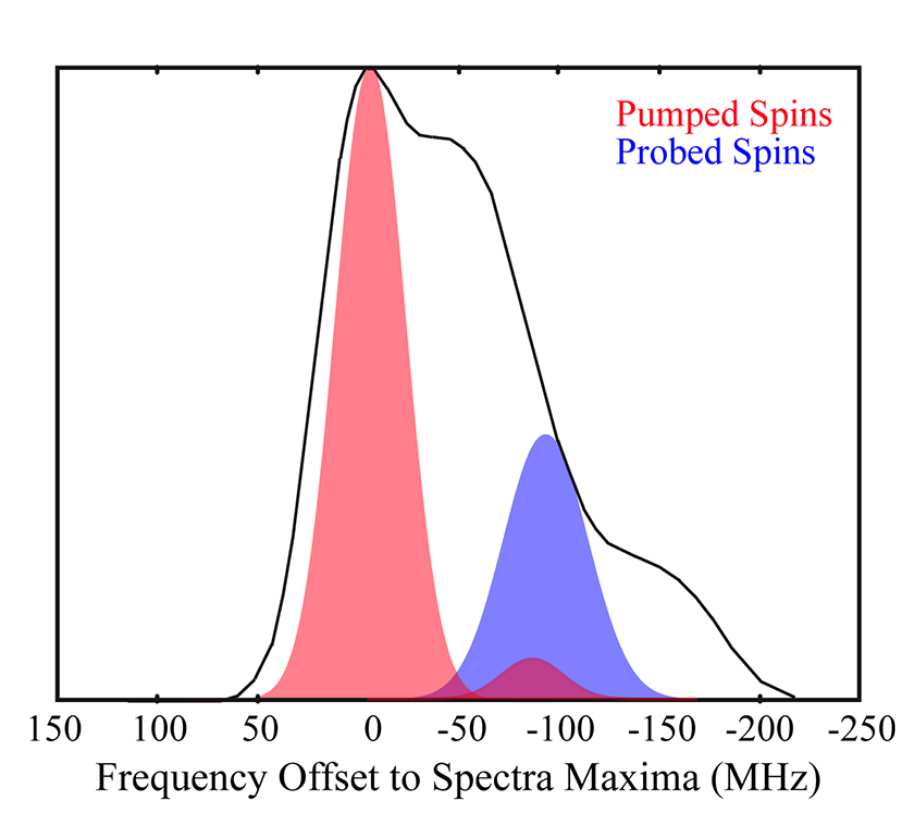 Pumped Spins
Probed Spins
150 100 50 0 -50 -100 -150 -200 -250
Frequency Offset to Spectra Maxima (MHz)